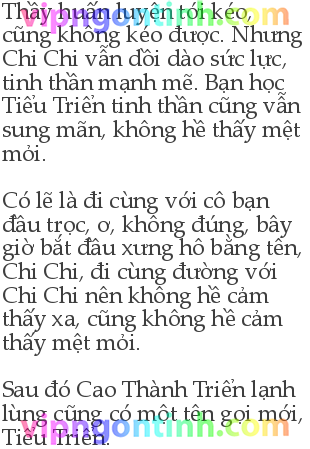 Thầy huấn luyện tới kéo,
vipngontinh.com
cũng không kéo được. Nhưng
Chi Chi vẫn dồi dào sức lực,
tinh thần mạnh mẽ. Bạn học
Tiểu Triển tinh thần cũng vẫn
sung mãn, không hề thấy mệt
mỏi.
Có lẽ là đi cùng với cô bạn
đầu trọc, ơ, không đúng, bây
giờ bắt đầu xưng hô bằng tên,
Chi Chi, đi cùng đường với
Chi Chi nên không hề cảm
thấy xa, cũng không hề cảm
thấy mệt mỏi.
Sau đó Cao Thành Triển lạnh
lùng cũng có một tên gọi mới,
vipngontinh.com
Tiểu Triển.